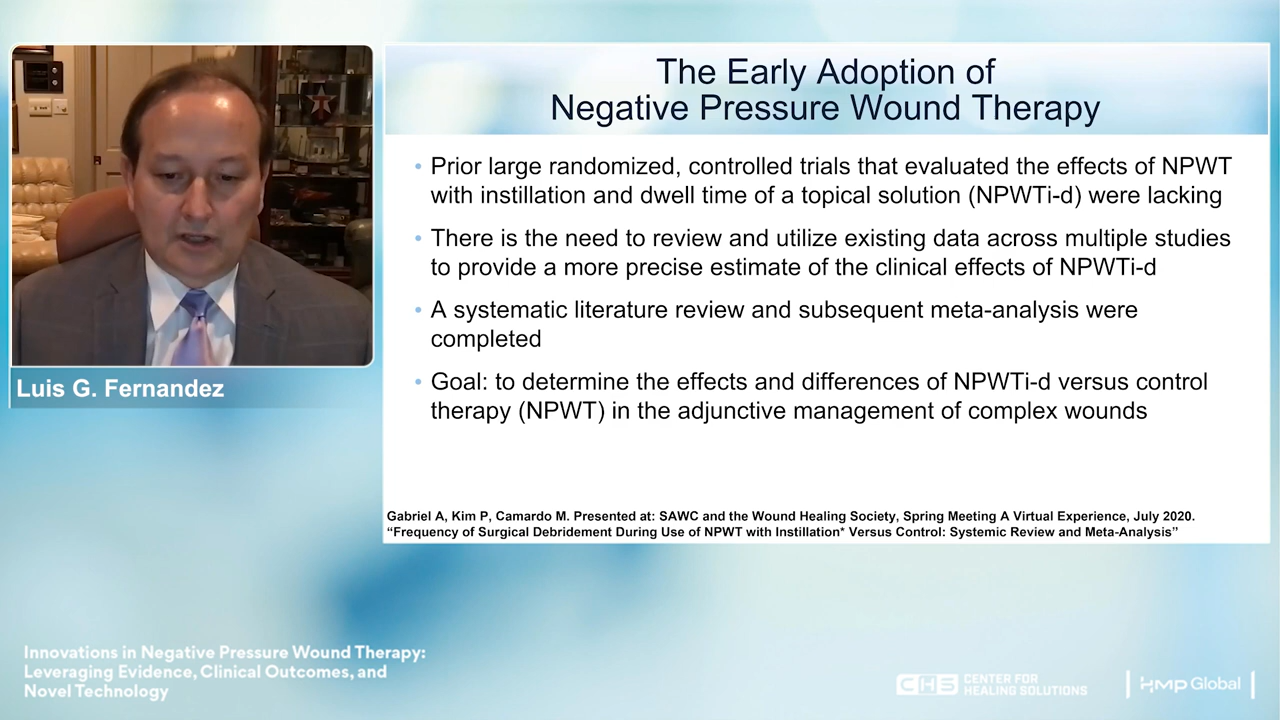 The Early Adoption of
Negative Pressure Wound Therapy
• Prior large randomized, controlled trials that evaluated the effects of NPWT
with instillation and dwell time of a topical solution (NPWTi-d) were lacking
• There is the need to review and utilize existing data across multiple studies
to provide a more precise estimate of the clinical effects of NPWTi-d
• A systematic literature review and subsequent meta-analysis were
completed
• Goal: to determine the effects and differences of NPWTi-d versus control
therapy (NPWT) in the adjunctive management of complex wounds
Gabriel A, Kim P, Camardo M. Presented at: SAWC and the Wound Healing Society, Spring Meeting A Virtual Experience, July 2020.
“Frequency of Surgical Debridement During Use of NPWT with Instillation* Versus Control: Systemic Review and Meta-Analysis”
Luis G. Fernandez
Innovations in Negative Pressure Wound Therapy:
Leveraging Evidence, Clinical Outcomes, and
Novel Technology
CHS CENTER FOR
HEALING SOLUTIONS
HMP Global